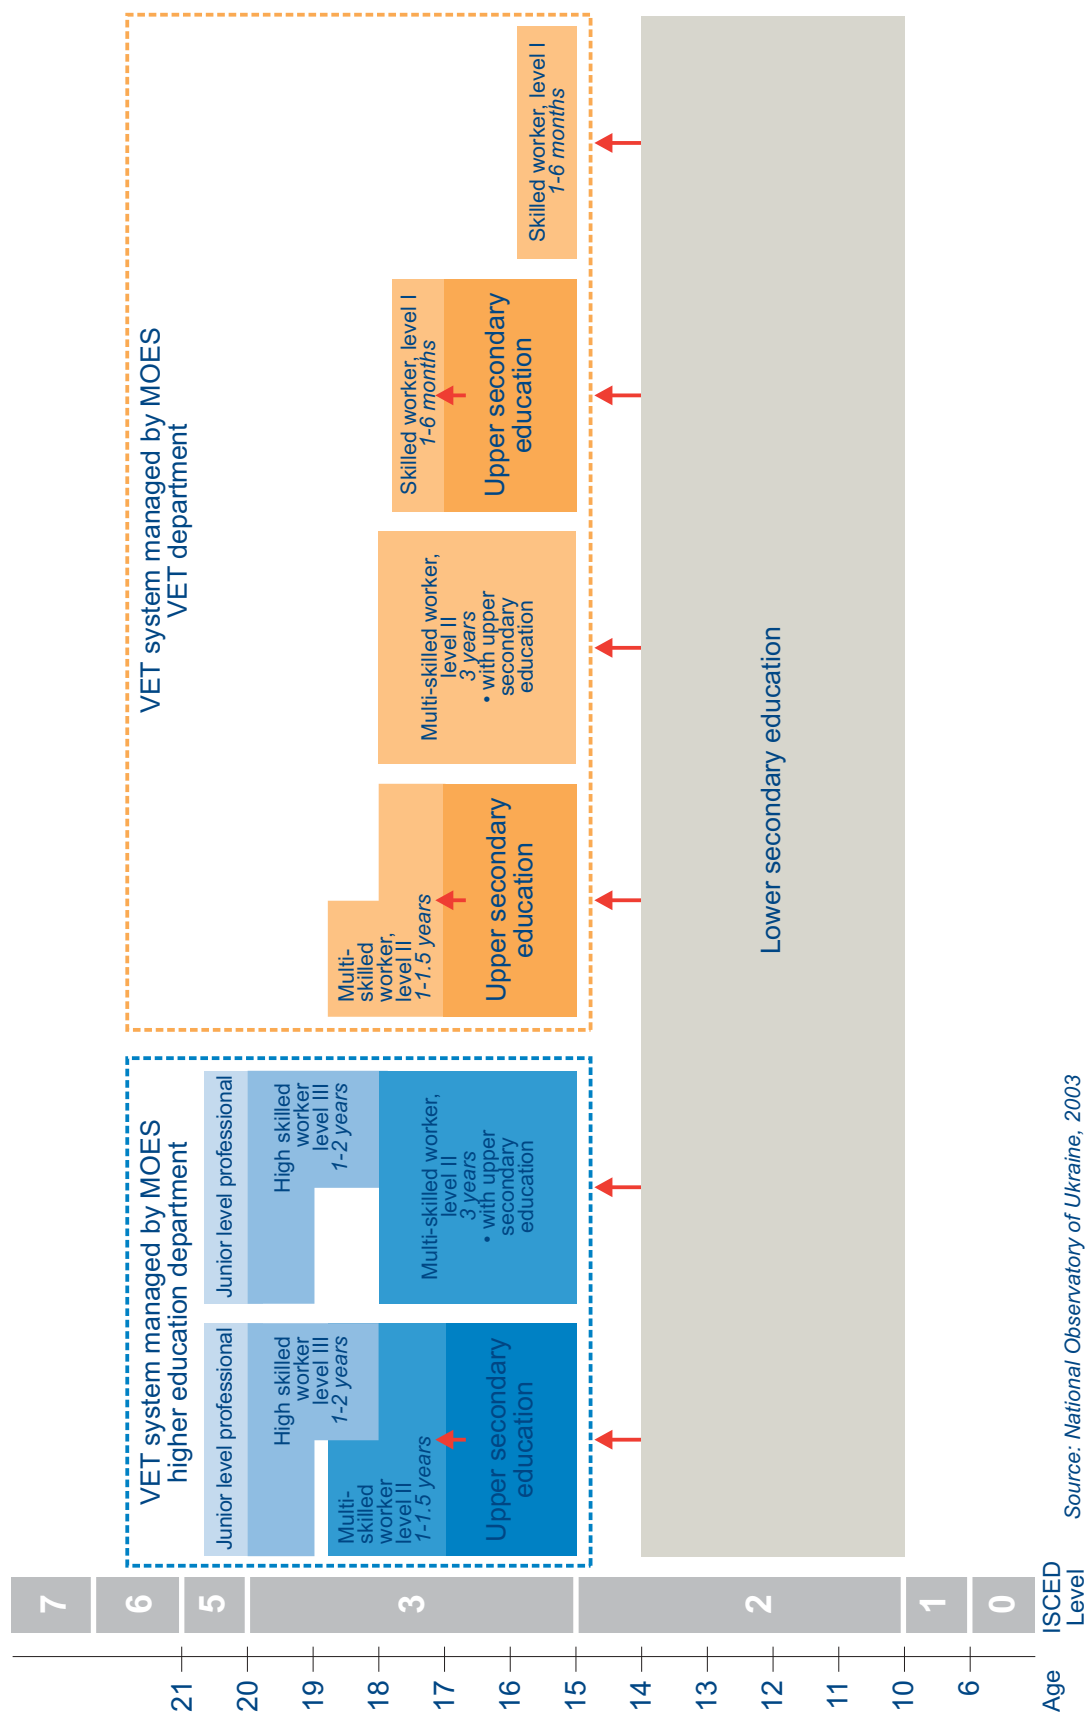 VET system managed by MOES
higher education department
Junior level professional
High skilled
worker
level III
1-2 years
Multi-
skilled
worker
level II
1-1.5 years
Upper secondary
education
Junior level professional
High skilled
worker
level III
1-2 years
Multi-skilled worker,
level II
3 years
• with upper
secondary
education
VET system managed by MOES
VET department
Multi-
skilled
worker,
level II
1-1.5 years
Upper secondary
education
Multi-skilled worker,
level II
3 years
• with upper
secondary
education
Skilled worker, level I
1-6 months
Upper secondary
education
Skilled worker, level I
1-6 months
Lower secondary education
7
6
5
3
2
1
0
ISCED
Level
21
20
19
18
17
16
15
14
13
12
11
10
6
Age
Source: National Observatory of Ukraine, 2003